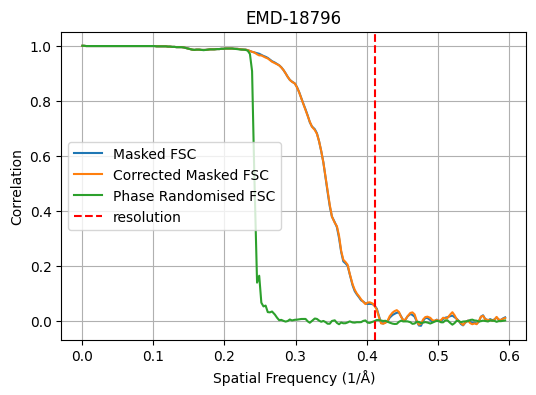 EMD-18796
1.0
0.8
0.6
0.4
0.2
0.0
Correlation
Masked FSC
Corrected Masked FSC
Phase Randomised FSC
resolution
0.0 0.1 0.2 0.3 0.4 0.5 0.6
Spatial Frequency (1/Å)